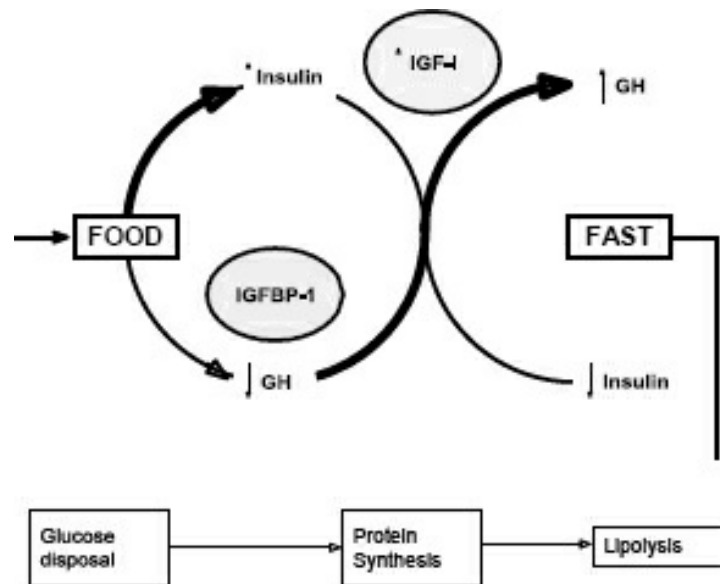 IGF-I
Insulin
GH
FOOD
FAST
IGFBP-1
GH
Insulin
Glucose
disposal
Protein
Synthesis
Lipolysis